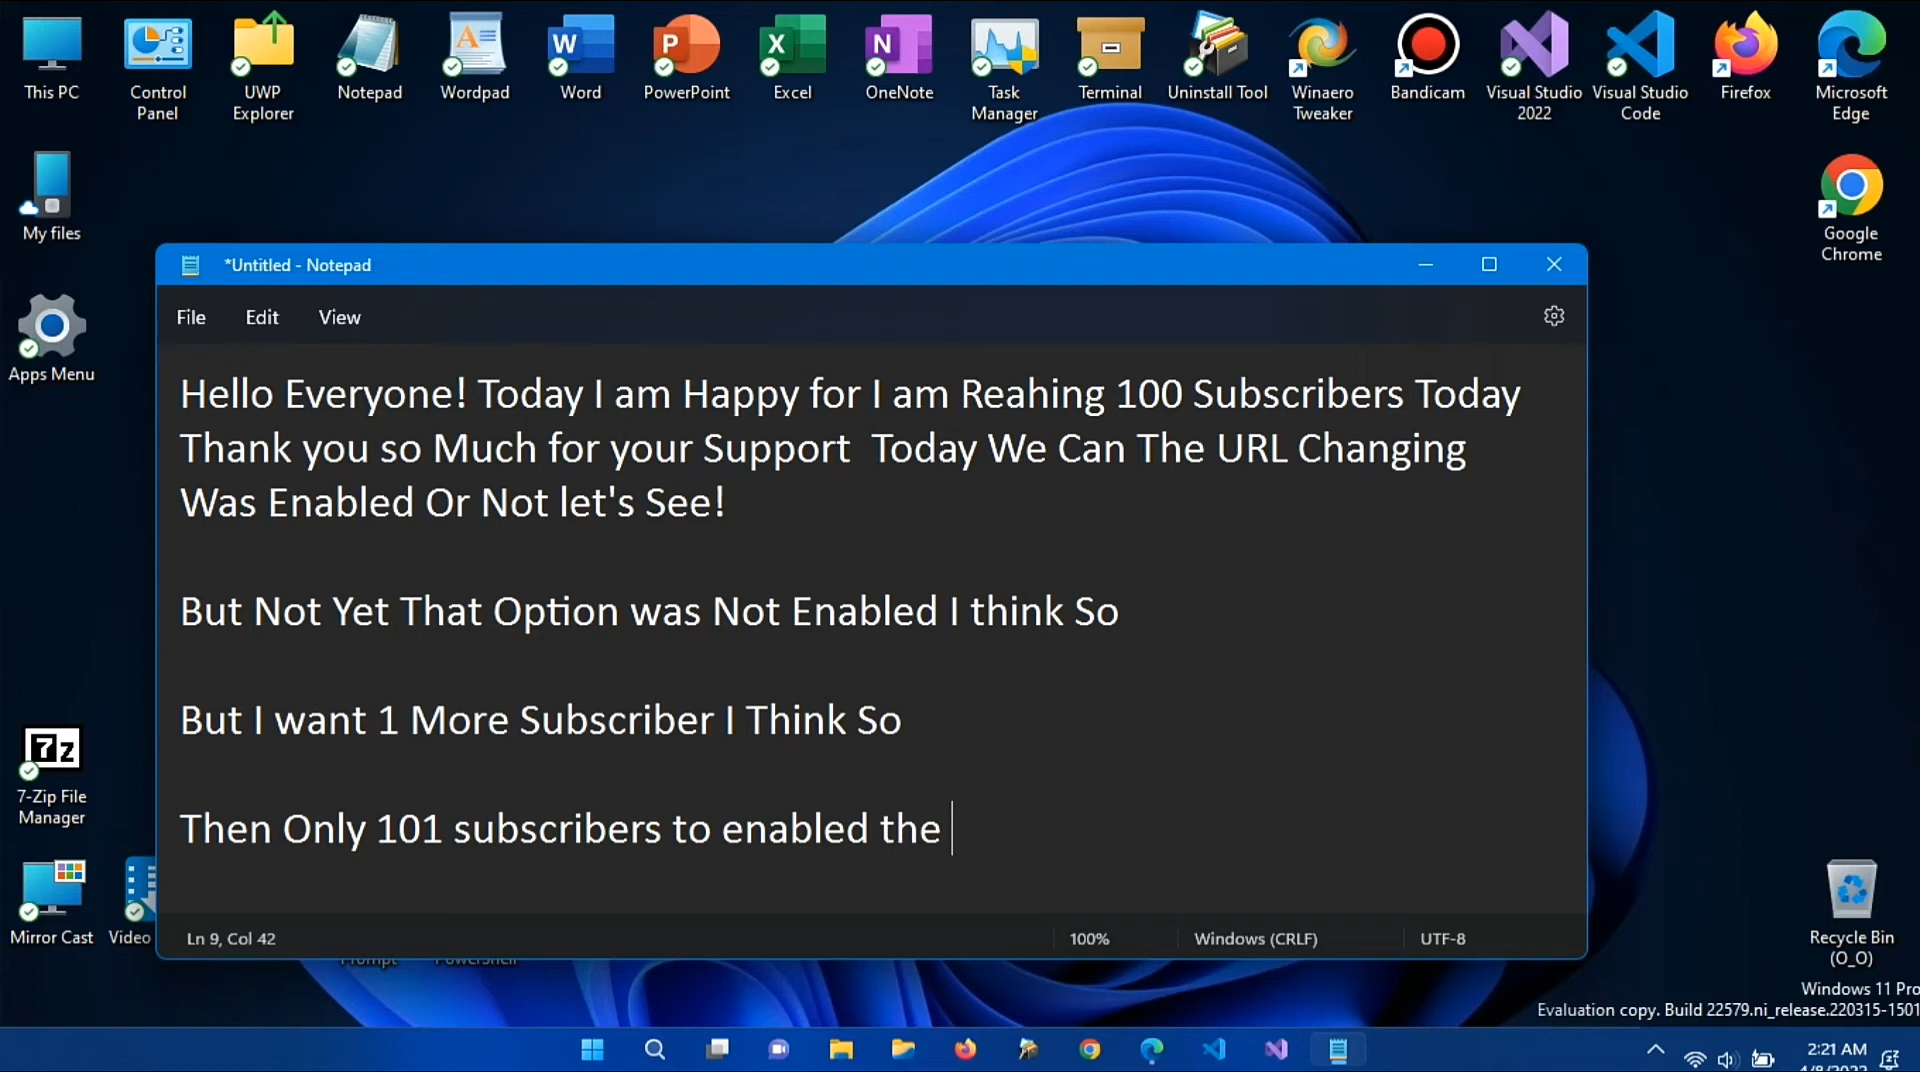 This PC
Control Panel
UWP Explorer
Notepad
Wordpad
Word
PowerPoint
Excel
OneNote
Task Manager
Terminal
Uninstall Tool
Winaero Tweaker
Bandicam
Visual Studio 2022
Visual Studio Code
Firefox
Microsoft Edge
My files
Google Chrome
Apps Menu
*Untitled - Notepad
File Edit View
Hello Everyone! Today I am Happy for I am Reahing 100 Subscribers Today
Thank you so Much for your Support  Today We Can The URL Changing
Was Enabled Or Not let's See!
But Not Yet That Option was Not Enabled I think So
But I want 1 More Subscriber I Think So
Then Only 101 subscribers to enabled the
Ln 9, Col 42
100%
Windows (CRLF)
UTF-8
7-Zip File Manager
Mirror Cast
Video
Prompt
PowerShell
Recycle Bin (O_O)
Windows 11 Pro
Evaluation copy. Build 22579.ni_release.220315-1501
2:21 AM